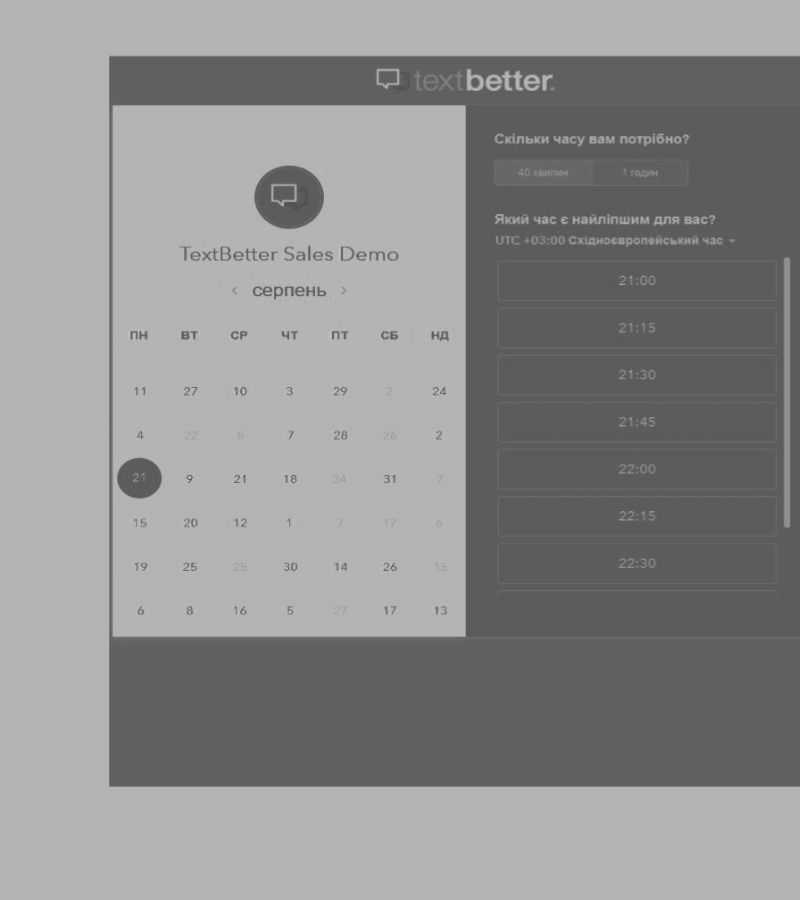 textbetter.
TextBetter Sales Demo
‹ серпень ›
ПН ВТ СР ЧТ ПТ СБ НД
11 27 10 3 29 2 24
4 22 5 7 28 26 2
21 9 21 18 24 31 7
15 20 12 1 7 17 6
19 25 25 30 14 26 15
6 8 16 5 27 17 13
Скільки часу вам потрібно?
40 хвилин 1 годин
Який час є найліпшим для вас?
UTC +03:00 Східноєвропейський час
21:00
21:15
21:30
21:45
22:00
22:15
22:30